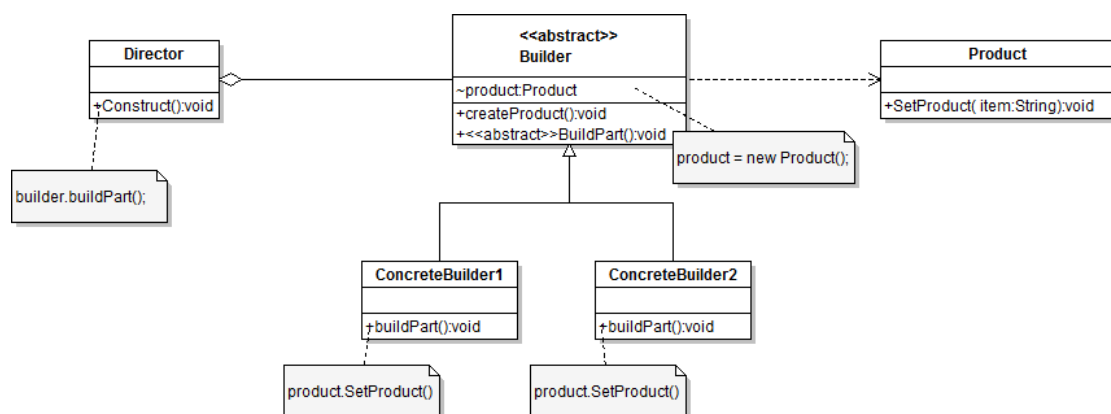 Director
+Construct():void
builder.buildPart();
<<abstract>>
Builder
~product:Product
+createProduct():void
+<<abstract>>BuildPart():void
product = new Product();
Product
+SetProduct( item:String):void
ConcreteBuilder1
+buildPart():void
product.SetProduct()
ConcreteBuilder2
+buildPart():void
product.SetProduct()